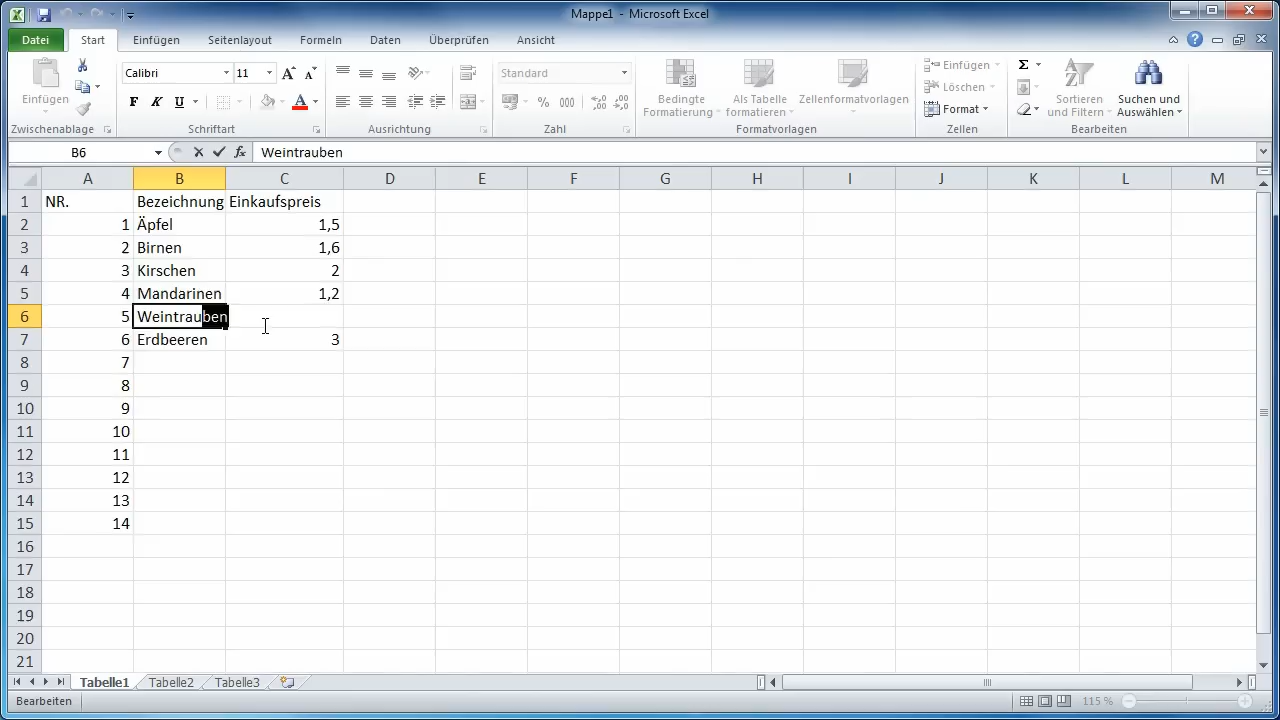 Mappe1 - Microsoft Excel
Datei Start Einfügen Seitenlayout Formeln Daten Überprüfen Ansicht
Einfügen
Zwischenablage
Calibri 11
F K U A
Schriftart
Ausrichtung
Standard
% 000
Zahl
Bedingte Formatierung
Als Tabelle formatieren
Zellenformatvorlagen
Formatvorlagen
Einfügen
Löschen
Format
Zellen
Σ
Sortieren und Filtern
Suchen und Auswählen
Bearbeiten
B6 fx Weintrauben
A B C D E F G H I J K L M
1 NR. Bezeichnung Einkaufspreis
2 1 Äpfel 1,5
3 2 Birnen 1,6
4 3 Kirschen 2
5 4 Mandarinen 1,2
6 5 Weintrauben
7 6 Erdbeeren 3
8 7
9 8
10 9
11 10
12 11
13 12
14 13
15 14
16
17
18
19
20
21
Tabelle1 Tabelle2 Tabelle3
Bearbeiten 115 %